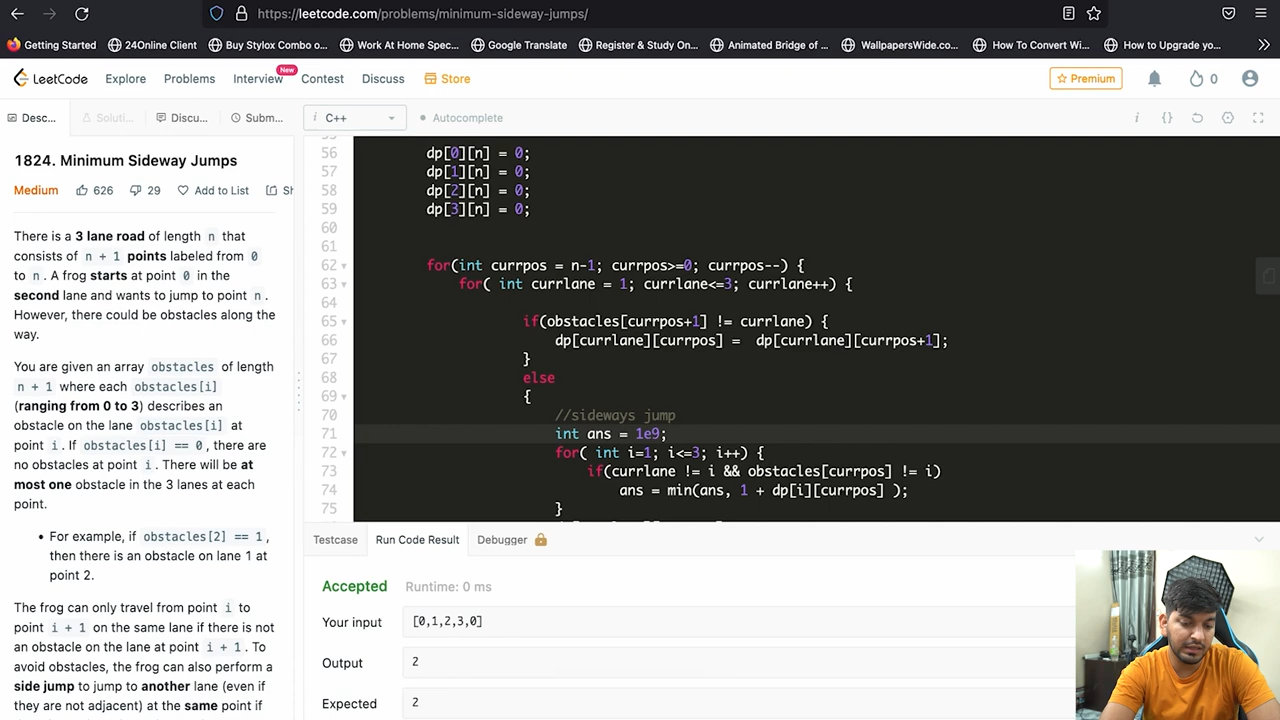 https://leetcode.com/problems/minimum-sideway-jumps/
Getting Started 24Online Client Buy Stylox Combo o... Work At Home Spec... Google Translate Register & Study On... Animated Bridge of ... WallpapersWide.co... How To Convert Wi... How to Upgrade yo...
LeetCode Explore Problems Interview New Contest Discuss Store Premium 0
Desc... Soluti... Discu... Subm... i C++ Autocomplete i {}
1824. Minimum Sideway Jumps
Medium 626 29 Add to List Sh
There is a 3 lane road of length n that
consists of n + 1 points labeled from 0
to n. A frog starts at point 0 in the
second lane and wants to jump to point n.
However, there could be obstacles along the
way.
You are given an array obstacles of length
n + 1 where each obstacles[i]
(ranging from 0 to 3) describes an
obstacle on the lane obstacles[i] at
point i. If obstacles[i] == 0, there are
no obstacles at point i. There will be at
most one obstacle in the 3 lanes at each
point.
• For example, if obstacles[2] == 1,
then there is an obstacle on lane 1 at
point 2.
The frog can only travel from point i to
point i + 1 on the same lane if there is not
an obstacle on the lane at point i + 1. To
avoid obstacles, the frog can also perform a
side jump to jump to another lane (even if
they are not adjacent) at the same point if
56 dp[0][n] = 0;
57 dp[1][n] = 0;
58 dp[2][n] = 0;
59 dp[3][n] = 0;
60
61
62 for(int currpos = n-1; currpos>=0; currpos--) {
63 for( int currlane = 1; currlane<=3; currlane++) {
64
65 if(obstacles[currpos+1] != currlane) {
66 dp[currlane][currpos] =  dp[currlane][currpos+1];
67 }
68 else
69 {
70 //sideways jump
71 int ans = 1e9;
72 for( int i=1; i<=3; i++) {
73 if(currlane != i && obstacles[currpos] != i)
74 ans = min(ans, 1 + dp[i][currpos] );
75 }
Testcase Run Code Result Debugger
Accepted Runtime: 0 ms
Your input [0,1,2,3,0]
Output 2
Expected 2